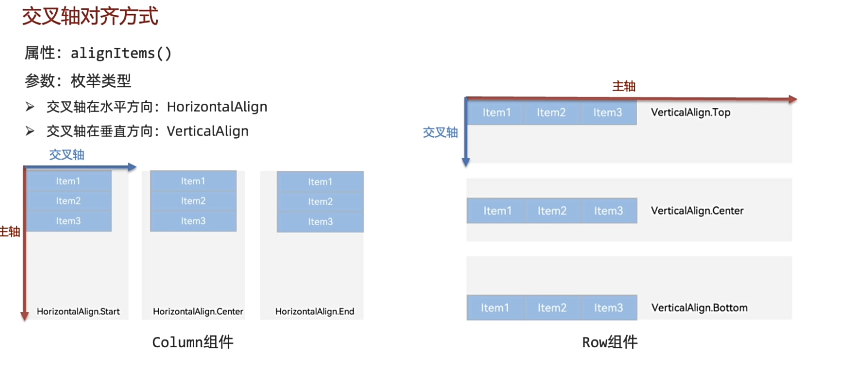 交叉轴对齐方式
属性：alignItems()
参数：枚举类型
➢ 交叉轴在水平方向：HorizontalAlign
➢ 交叉轴在垂直方向：VerticalAlign
交叉轴
主轴
Item1
Item2
Item3
HorizontalAlign.Start
Item1
Item2
Item3
HorizontalAlign.Center
Item1
Item2
Item3
HorizontalAlign.End
Column组件
主轴
交叉轴
Item1 Item2 Item3 VerticalAlign.Top
Item1 Item2 Item3 VerticalAlign.Center
Item1 Item2 Item3 VerticalAlign.Bottom
Row组件